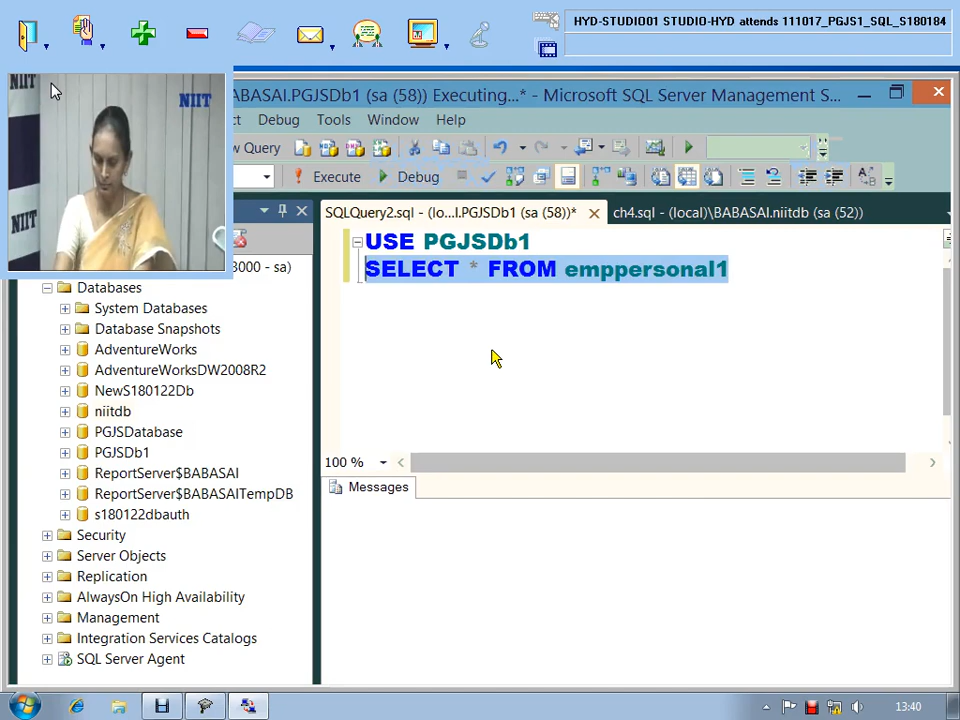 HYD-STUDIO01 STUDIO-HYD attends 111017_PGJS1_SQL_S180184
NIIT
NIIT
NIIT
ABASAI.PGJSDb1 (sa (58)) Executing...* - Microsoft SQL Server Management S...
ct Debug Tools Window Help
w Query
Execute Debug
SQLQuery2.sql - (lo...l.PGJSDb1 (sa (58))* ch4.sql - (local)\BABASAI.niitdb (sa (52))
3000 - sa)
USE PGJSDb1
SELECT * FROM emppersonal1
Databases
System Databases
Database Snapshots
AdventureWorks
AdventureWorksDW2008R2
NewS180122Db
niitdb
PGJSDatabase
PGJSDb1
ReportServer$BABASAI
ReportServer$BABASAITempDB
s180122dbauth
Security
Server Objects
Replication
AlwaysOn High Availability
Management
Integration Services Catalogs
SQL Server Agent
100 %
Messages
13:40